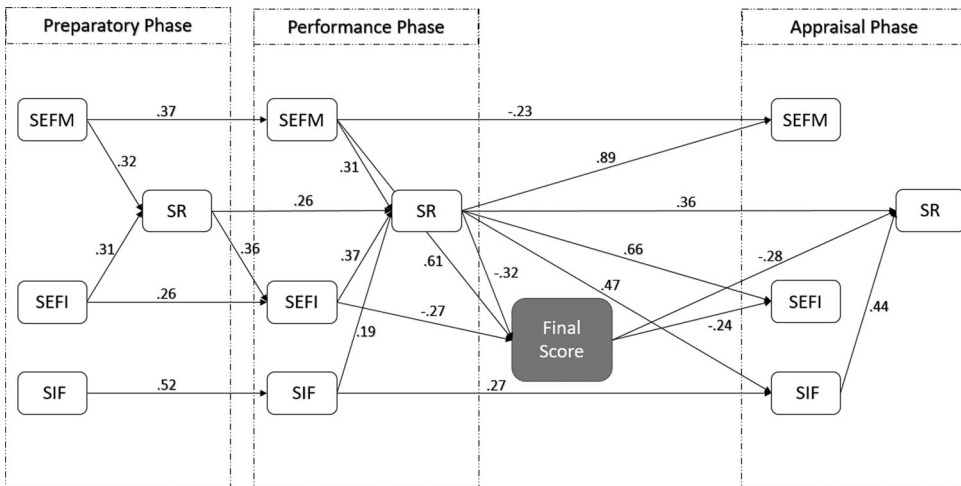 Preparatory Phase
Performance Phase
Appraisal Phase
SEFM
.37
SEFM
-.23
SEFM
.32
.31
.89
SR
.26
SR
.36
SR
.31
.36
.37
.61
-.32
.66
-.28
.47
SEFI
.26
SEFI
-.27
.19
Final
Score
-.24
SEFI
.44
SIF
.52
SIF
.27
SIF